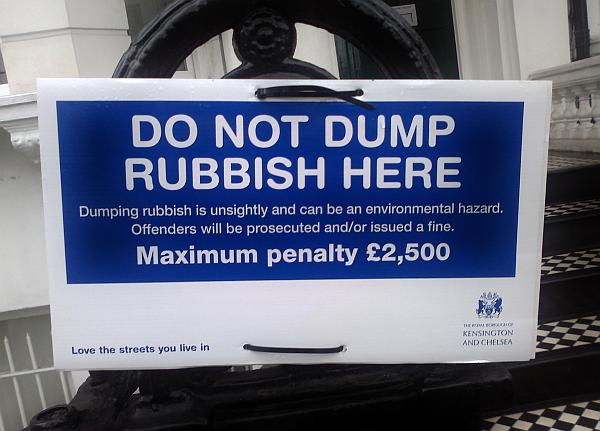 DO NOT DUMP
RUBBISH HERE
Dumping rubbish is unsightly and can be an environmental hazard.
Offenders will be prosecuted and/or issued a fine.
Maximum penalty £2,500
Love the streets you live in
THE ROYAL BOROUGH OF
KENSINGTON
AND CHELSEA